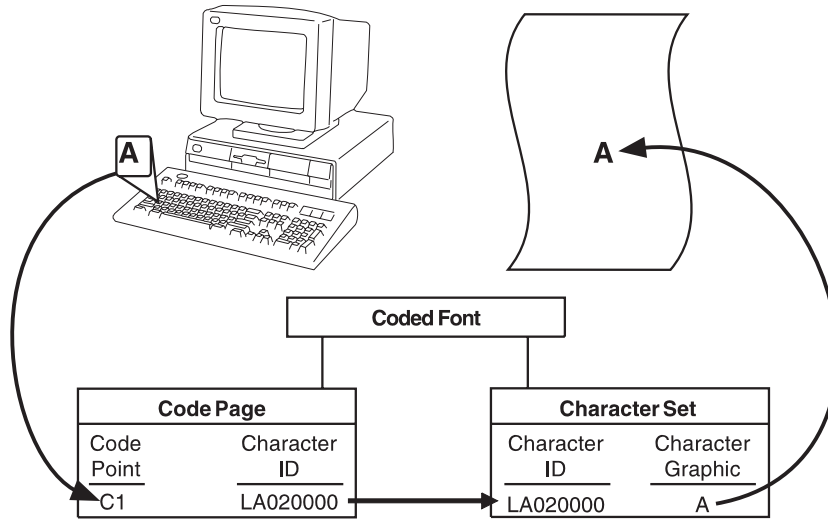 A
A
Coded Font
Code Page
Code Character
Point ID
C1 LA020000
Character Set
Character Character
ID Graphic
LA020000 A